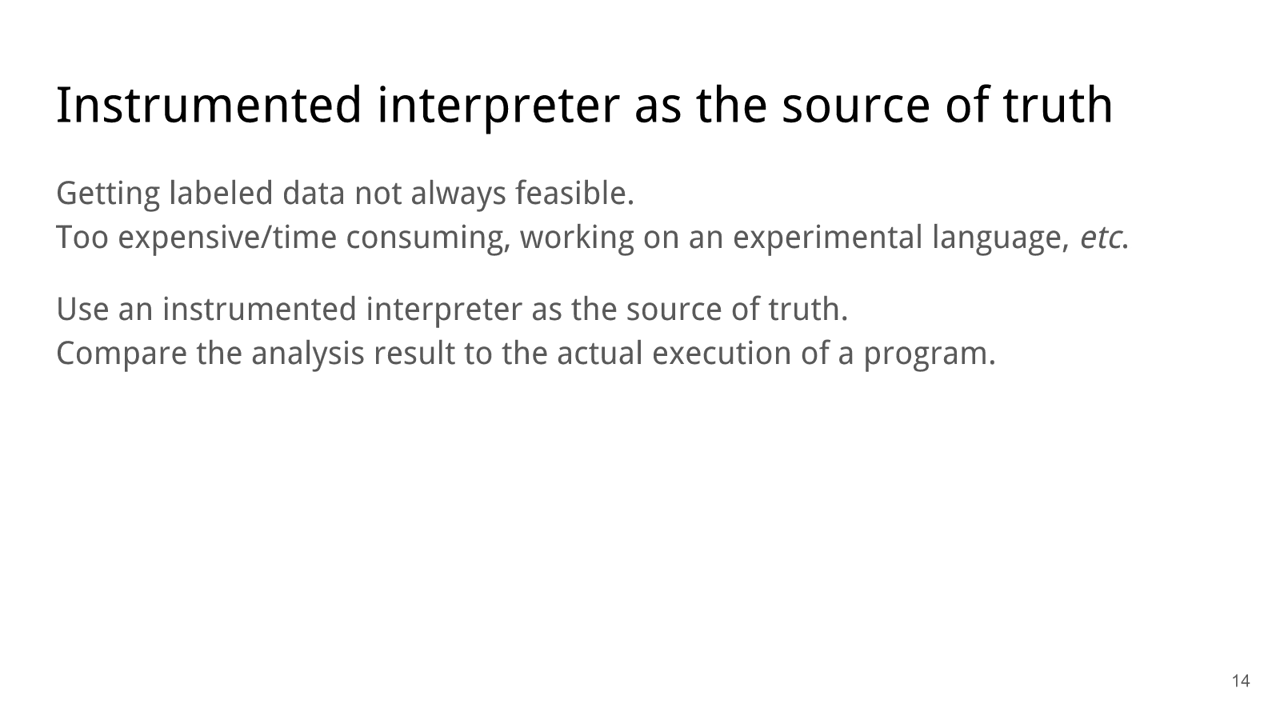 Instrumented interpreter as the source of truth
Getting labeled data not always feasible.
Too expensive/time consuming, working on an experimental language, etc.
Use an instrumented interpreter as the source of truth.
Compare the analysis result to the actual execution of a program.
14